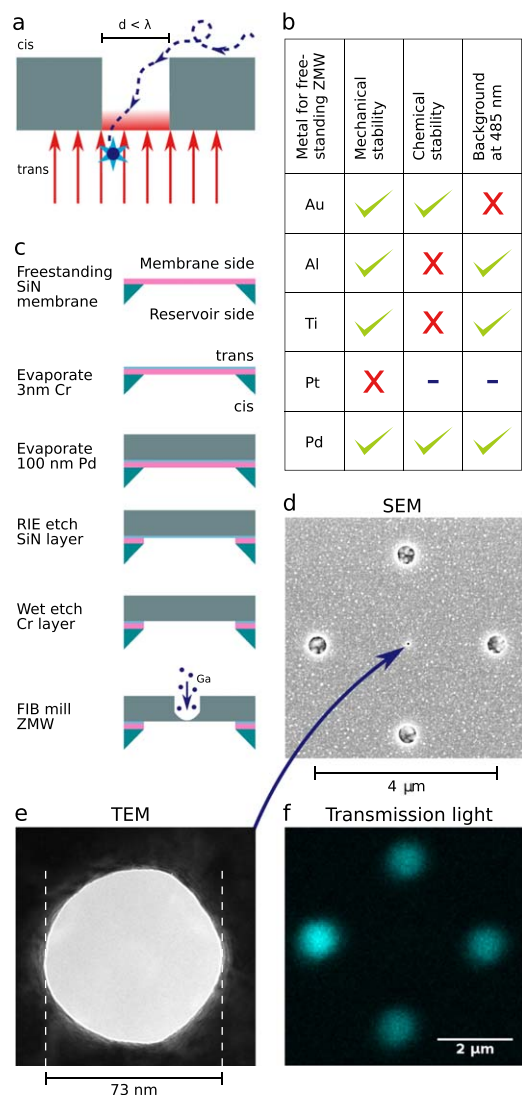 a
cis
d < λ
trans
b
Metal for free-
standing ZMW
Mechanical
stability
Chemical
stability
Background
at 485 nm
Au
Al
Ti
Pt
- -
Pd
c
Freestanding
SiN
membrane
Membrane side
Reservoir side
Evaporate
3nm Cr
trans
cis
Evaporate
100 nm Pd
RIE etch
SiN layer
Wet etch
Cr layer
FIB mill
ZMW
Ga
d
SEM
4 µm
e
TEM
73 nm
f
Transmission light
2 µm